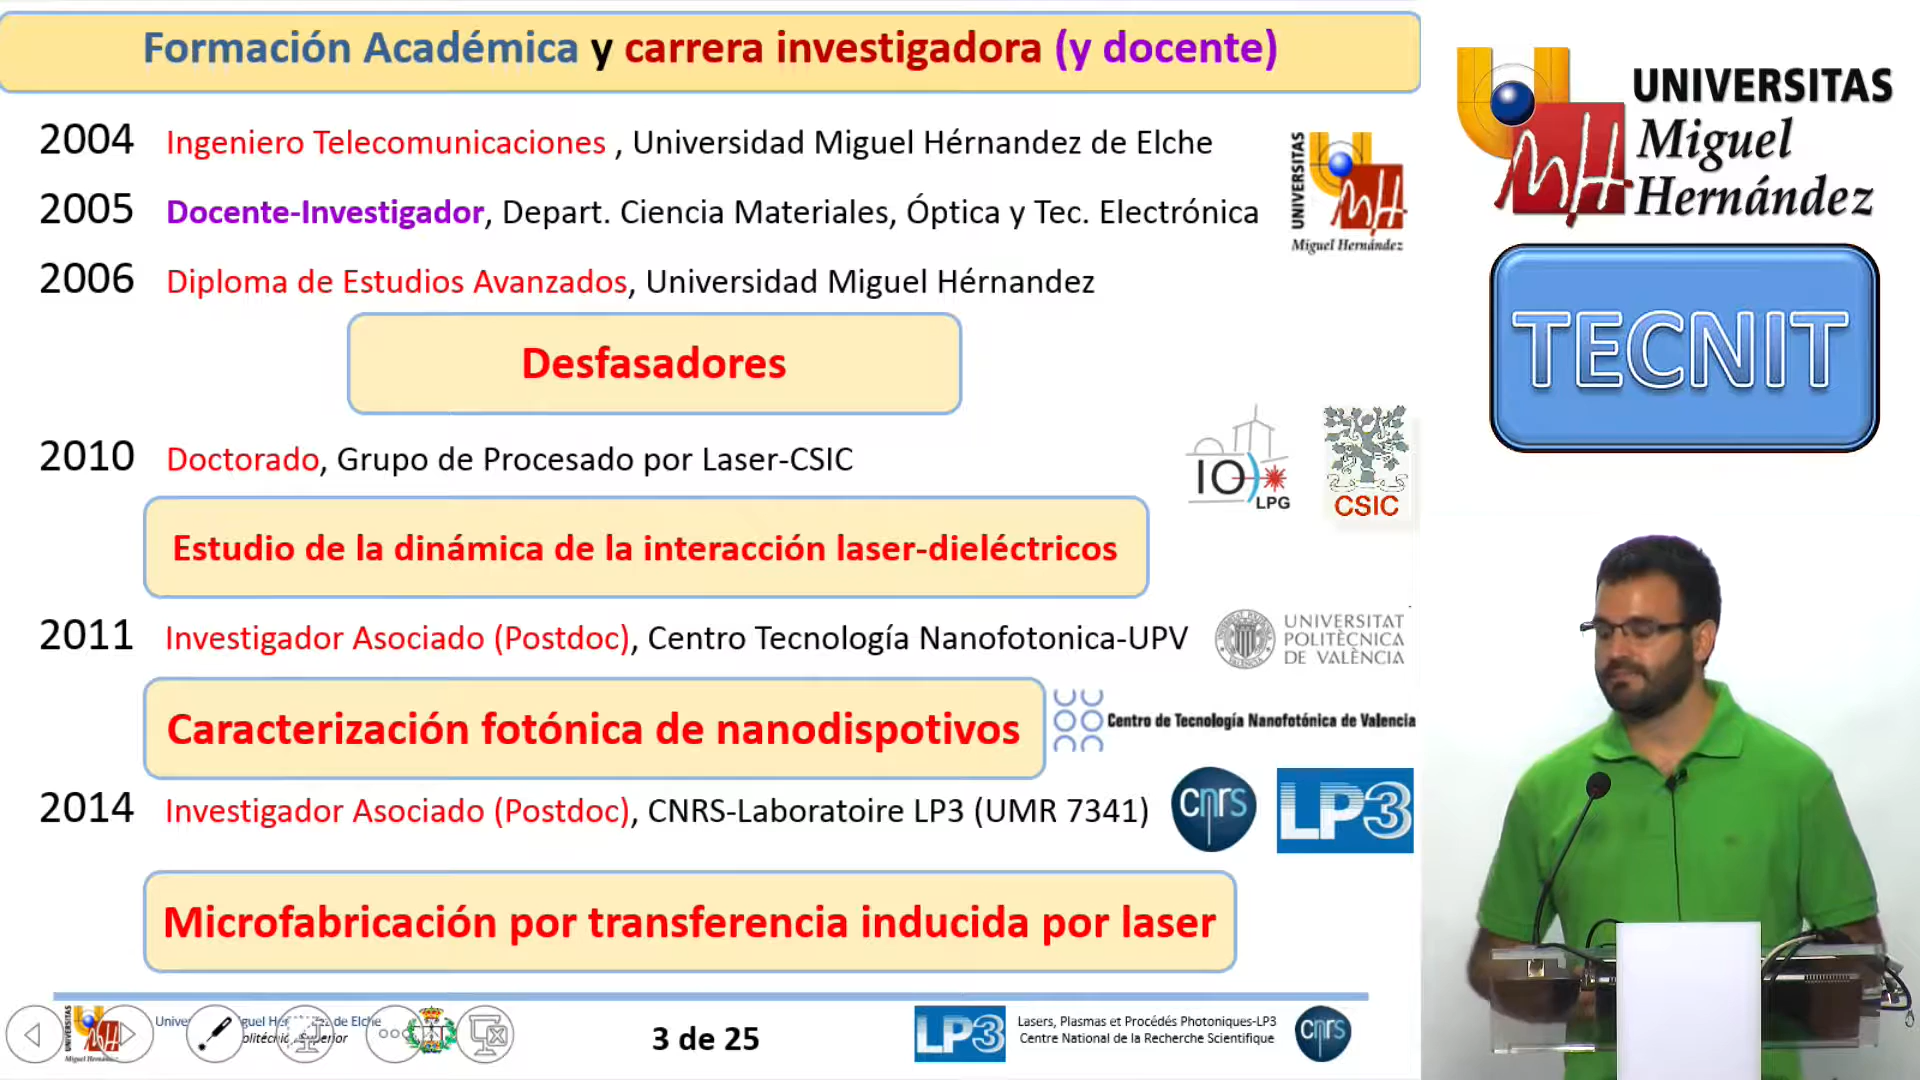 Formación Académica y carrera investigadora (y docente)
2004 Ingeniero Telecomunicaciones , Universidad Miguel Hérnandez de Elche
2005 Docente-Investigador, Depart. Ciencia Materiales, Óptica y Tec. Electrónica
2006 Diploma de Estudios Avanzados, Universidad Miguel Hérnandez
UNIVERSITAS
Miguel Hernández
Desfasadores
2010 Doctorado, Grupo de Procesado por Laser-CSIC
IO
LPG
CSIC
Estudio de la dinámica de la interacción laser-dieléctricos
2011 Investigador Asociado (Postdoc), Centro Tecnología Nanofotonica-UPV
UNIVERSITAT
POLITÈCNICA
DE VALÈNCIA
Caracterización fotónica de nanodispotivos
Centro de Tecnología Nanofotónica de Valencia
2014 Investigador Asociado (Postdoc), CNRS-Laboratoire LP3 (UMR 7341)
cnrs
LP3
Microfabricación por transferencia inducida por laser
de Elche
3 de 25
LP3
Lasers, Plasmas et Procédés Photoniques-LP3
Centre National de la Recherche Scientifique
cnrs
UNIVERSITAS
Miguel
Hernández
TECNIT